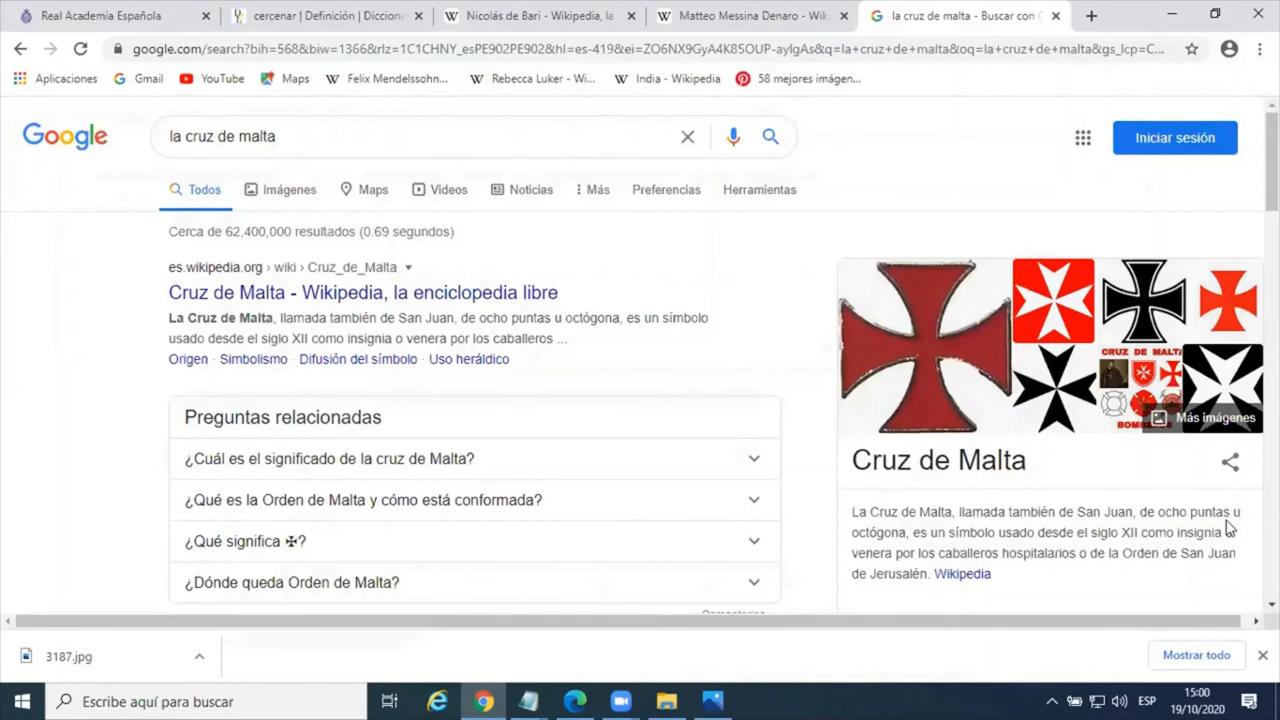 Real Academia Española
cercenar | Definición | Dicciona
Nicolás de Bari - Wikipedia, la
Matteo Messina Denaro - Wiki
la cruz de malta - Buscar con G
google.com/search?bih=568&biw=1366&rlz=1C1CHNY_esPE902PE902&hl=es-419&ei=ZO6NX9GyA4K85OUP-aylgAs&q=la+cruz+de+malta&oq=la+cruz+de+malta&gs_lcp=C...
Aplicaciones
Gmail
YouTube
Maps
Felix Mendelssohn...
Rebecca Luker - Wi...
India - Wikipedia
58 mejores imágen...
Google
la cruz de malta
Iniciar sesión
Todos
Imágenes
Maps
Videos
Noticias
Más
Preferencias
Herramientas
Cerca de 62,400,000 resultados (0.69 segundos)
es.wikipedia.org › wiki › Cruz_de_Malta
Cruz de Malta - Wikipedia, la enciclopedia libre
La Cruz de Malta, llamada también de San Juan, de ocho puntas u octógona, es un símbolo
usado desde el siglo XII como insignia o venera por los caballeros ...
Origen · Simbolismo · Difusión del símbolo · Uso heráldico
Preguntas relacionadas
¿Cuál es el significado de la cruz de Malta?
¿Qué es la Orden de Malta y cómo está conformada?
¿Qué significa ✠?
¿Dónde queda Orden de Malta?
Comentarios
CRUZ DE MALTA
Más imágenes
Cruz de Malta
La Cruz de Malta, llamada también de San Juan, de ocho puntas u
octógona, es un símbolo usado desde el siglo XII como insignia
venera por los caballeros hospitalarios o de la Orden de San Juan
de Jerusalén. Wikipedia
3187.jpg
Mostrar todo
Escribe aquí para buscar
ESP
15:00
19/10/2020